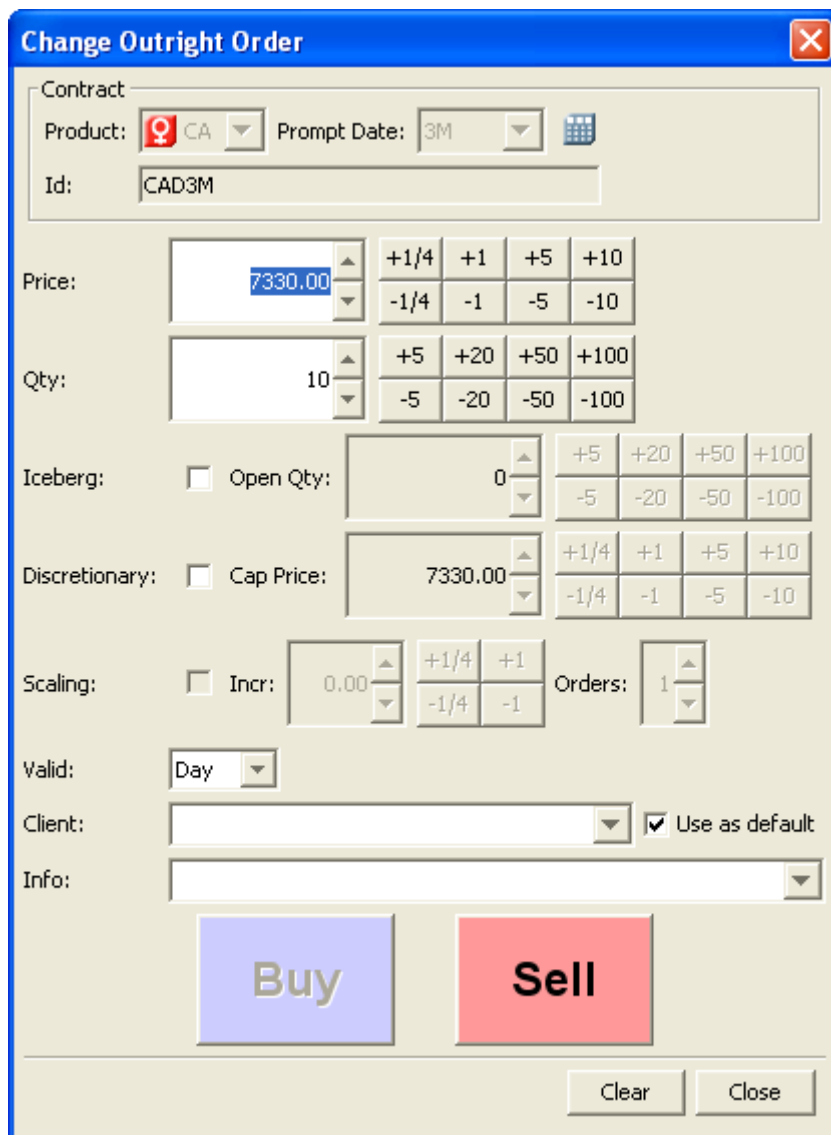 Change Outright Order
Contract
Product: CA Prompt Date: 3M
Id: CAD3M
+1/4 +1 +5 +10
Price: 7330.00
-1/4 -1 -5 -10
+5 +20 +50 +100
Qty: 10
-5 -20 -50 -100
+5 +20 +50 +100
Iceberg: Open Qty: 0
-5 -20 -50 -100
+1/4 +1 +5 +10
Discretionary: Cap Price: 7330.00
-1/4 -1 -5 -10
+1/4 +1
Scaling: Incr: 0.00 Orders: 1
-1/4 -1
Valid: Day
Client: Use as default
Info:
Buy Sell
Clear Close